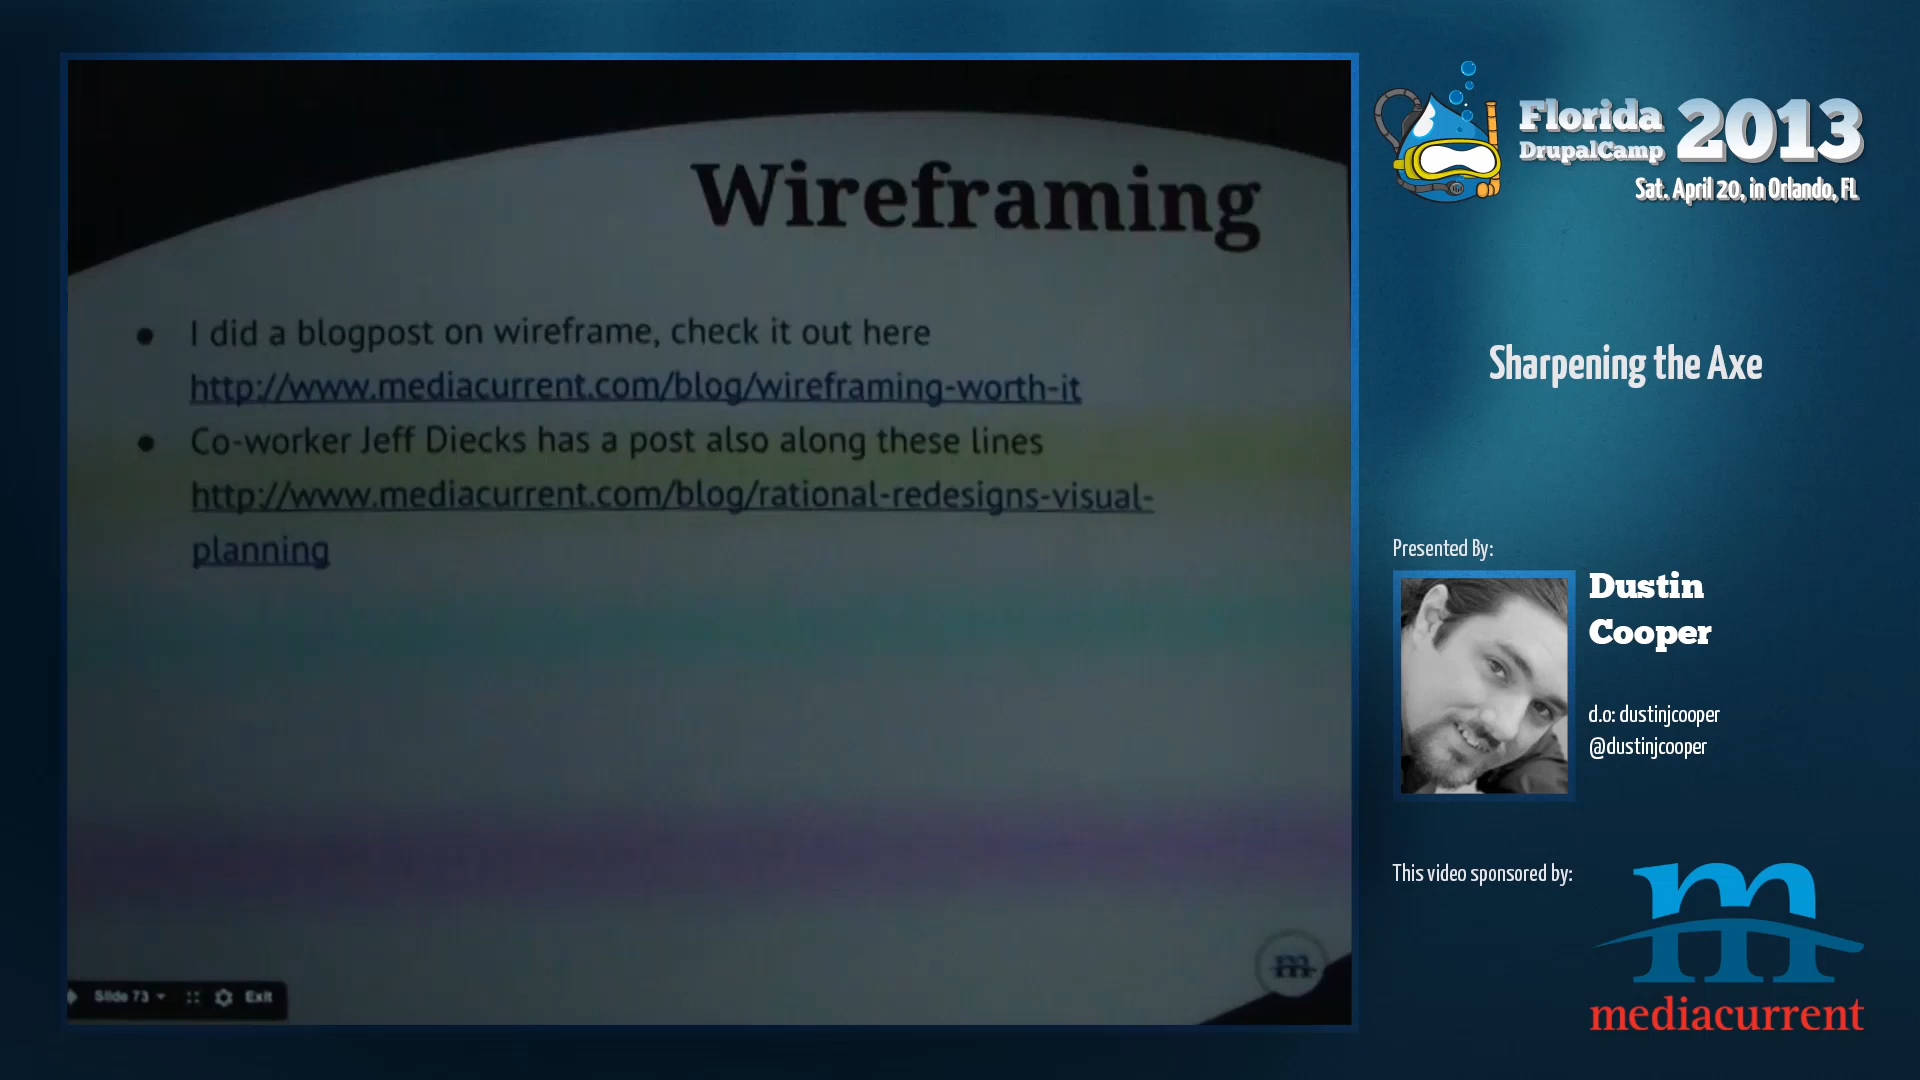 Wireframing
I did a blogpost on wireframe, check it out here
http://www.mediacurrent.com/blog/wireframing-worth-it
Co-worker Jeff Diecks has a post also along these lines
http://www.mediacurrent.com/blog/rational-redesigns-visual-
planning
m
Slide 73
Exit
Florida
DrupalCamp
2013
Sat. April 20, in Orlando, FL
Sharpening the Axe
Presented By:
Dustin
Cooper
d.o: dustinjcooper
@dustinjcooper
This video sponsored by:
m
mediacurrent